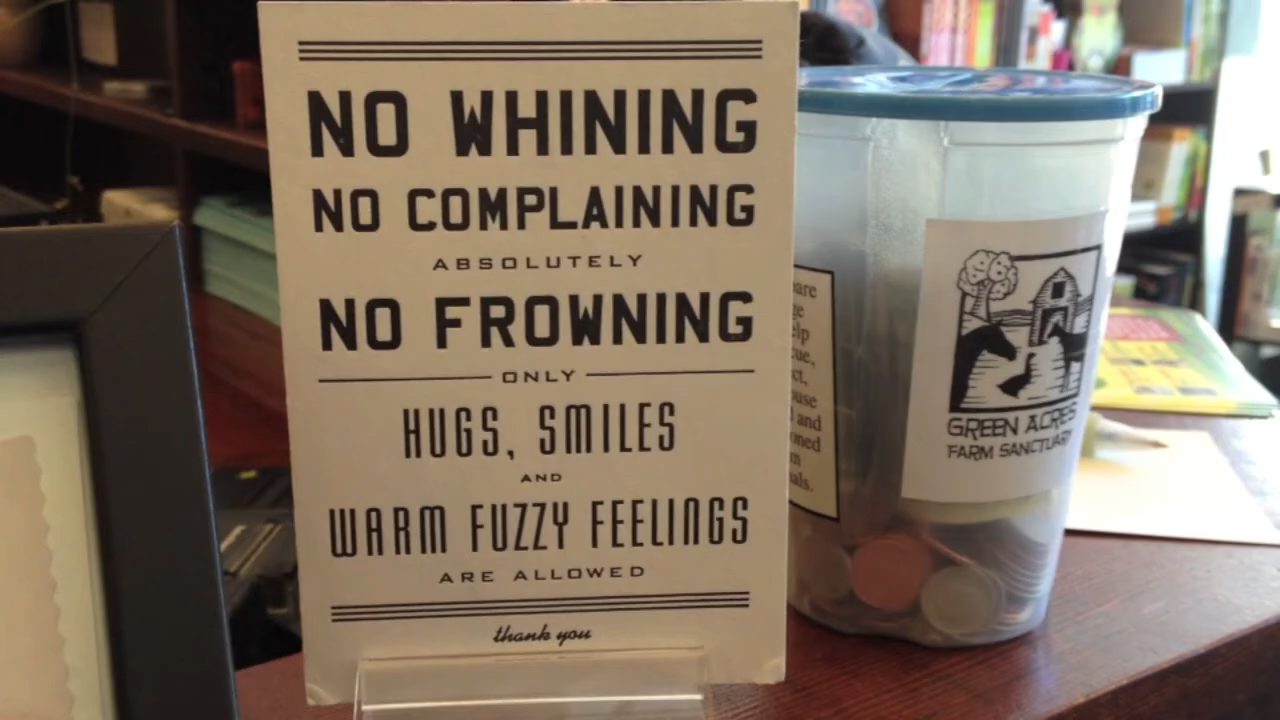 NO WHINING
NO COMPLAINING
ABSOLUTELY
NO FROWNING
ONLY
HUGS, SMILES
AND
WARM FUZZY FEELINGS
ARE ALLOWED
thank you
GREEN ACRES
FARM SANCTUARY
and